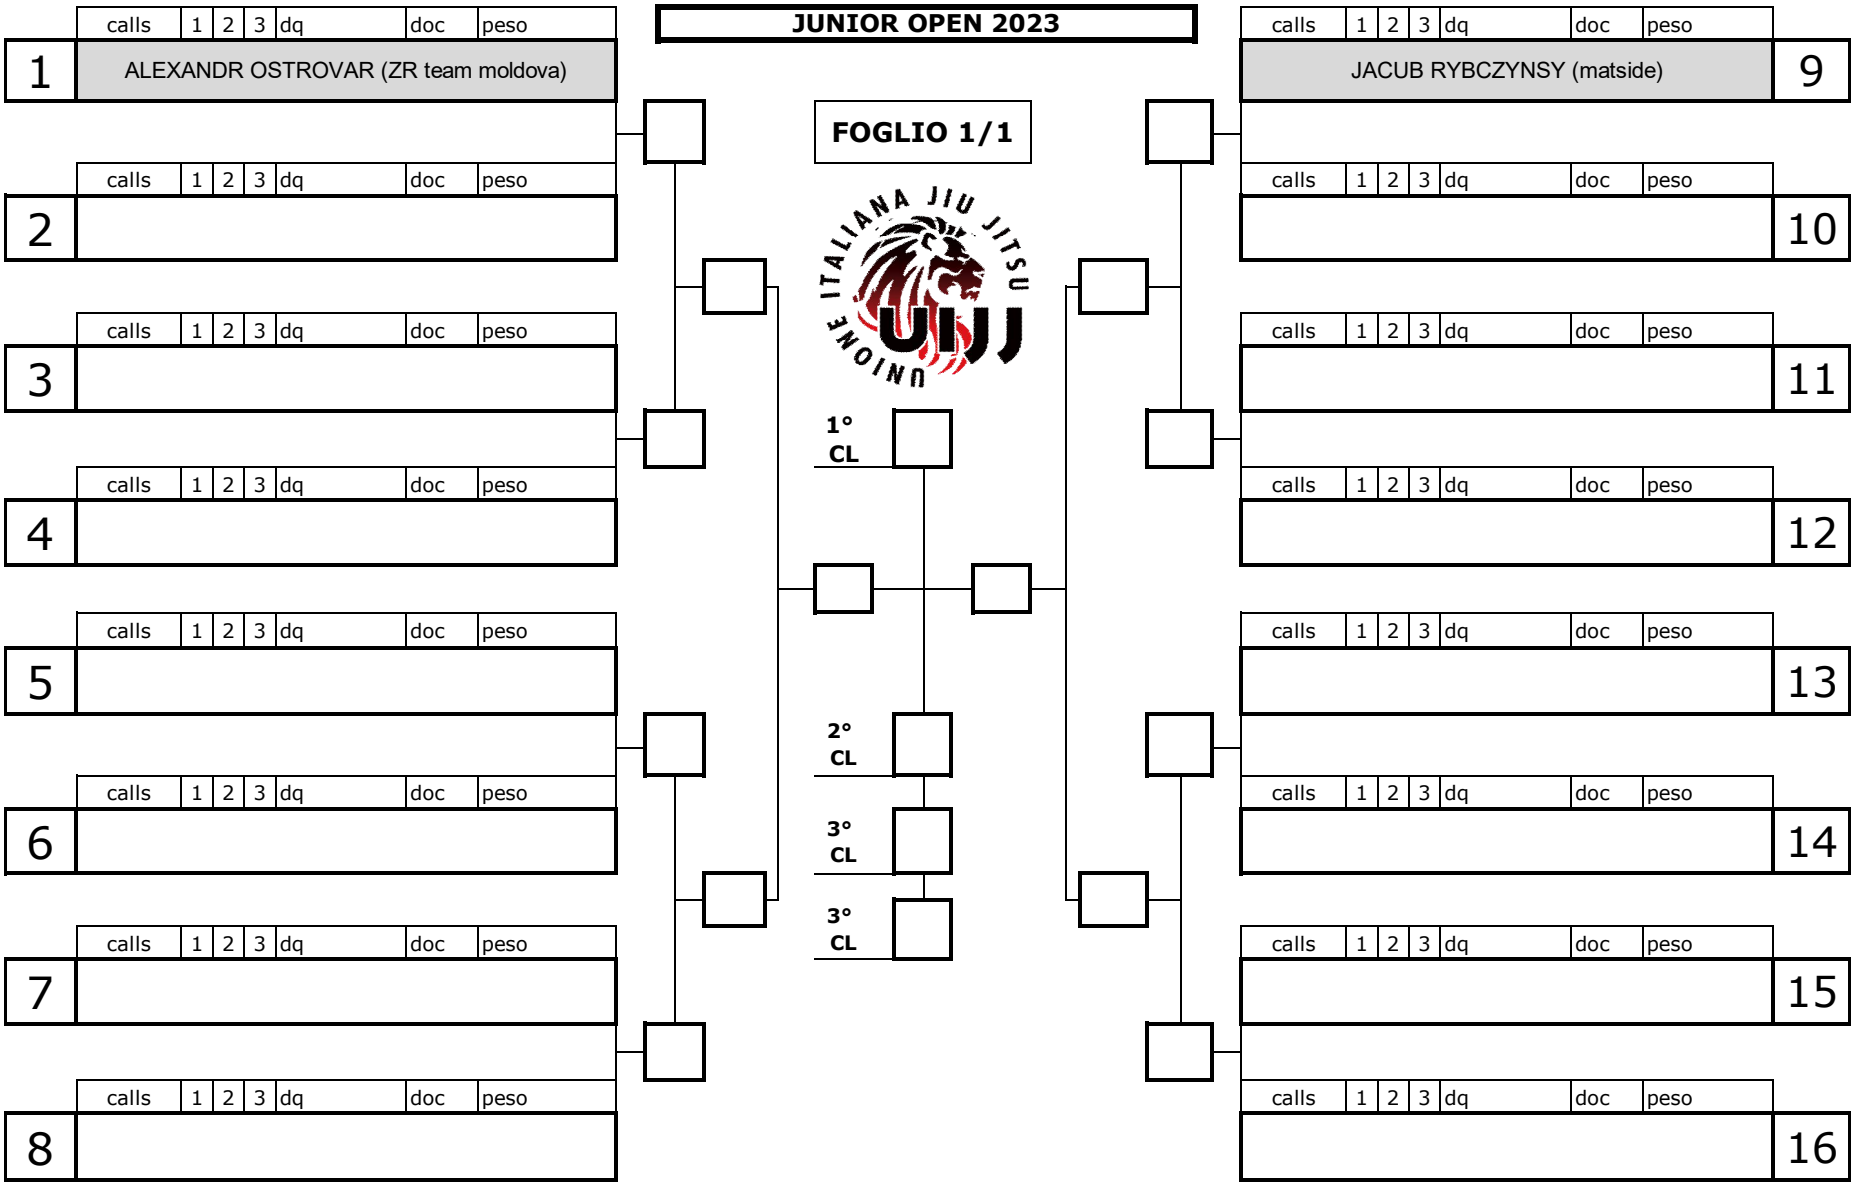 calls 1 2 3 dq doc peso
1 ALEXANDR OSTROVAR (ZR team moldova)
calls 1 2 3 dq doc peso
2
calls 1 2 3 dq doc peso
3
calls 1 2 3 dq doc peso
4
calls 1 2 3 dq doc peso
5
calls 1 2 3 dq doc peso
6
calls 1 2 3 dq doc peso
7
calls 1 2 3 dq doc peso
8
JUNIOR OPEN 2023
FOGLIO 1/1
UNIONE ITALIANA JIU JITSU
UIJJ
1°
CL
2°
CL
3°
CL
3°
CL
calls 1 2 3 dq doc peso
JACUB RYBCZYNSY (matside) 9
calls 1 2 3 dq doc peso
10
calls 1 2 3 dq doc peso
11
calls 1 2 3 dq doc peso
12
calls 1 2 3 dq doc peso
13
calls 1 2 3 dq doc peso
14
calls 1 2 3 dq doc peso
15
calls 1 2 3 dq doc peso
16